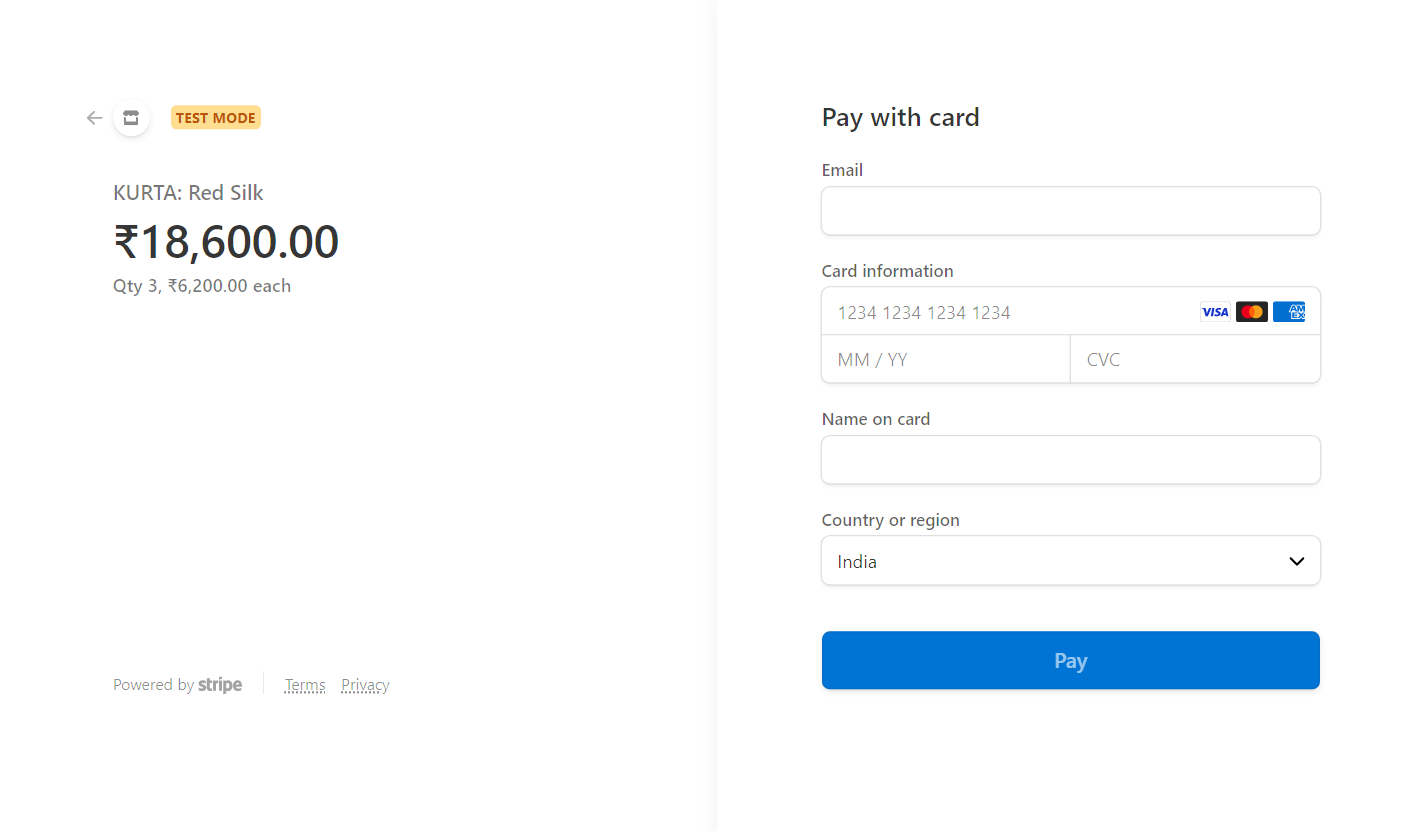 TEST MODE
KURTA: Red Silk
₹18,600.00
Qty 3, ₹6,200.00 each
Powered by stripe
Terms
Privacy
Pay with card
Email
Card information
1234 1234 1234 1234
VISA
AMEX
MM / YY
CVC
Name on card
Country or region
India
Pay